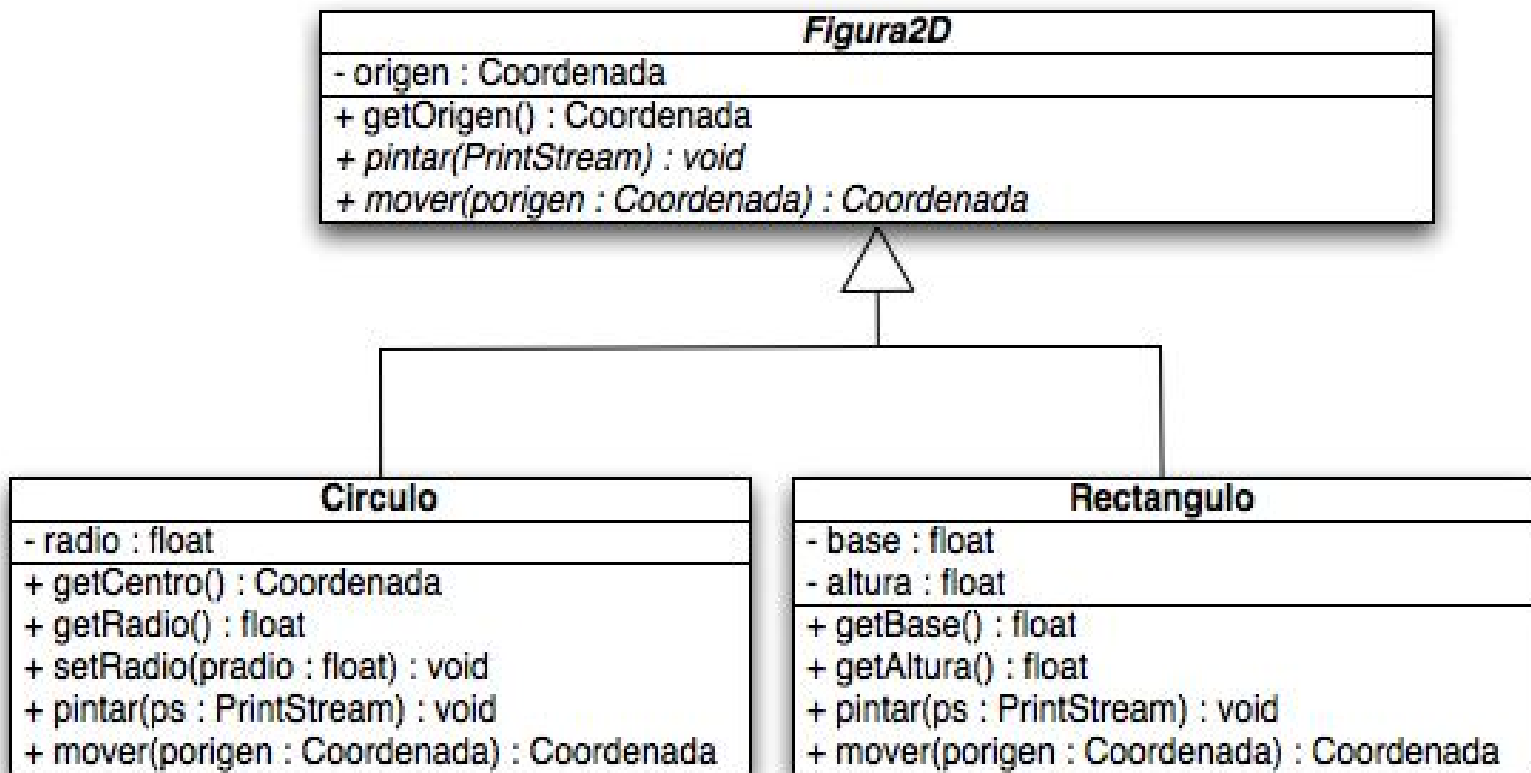 Figura2D
- origen : Coordenada
+ getOrigen() : Coordenada
+ pintar(PrintStream) : void
+ mover(porigen : Coordenada) : Coordenada
Circulo
- radio : float
+ getCentro() : Coordenada
+ getRadio() : float
+ setRadio(pradio : float) : void
+ pintar(ps : PrintStream) : void
+ mover(porigen : Coordenada) : Coordenada
Rectangulo
- base : float
- altura : float
+ getBase() : float
+ getAltura() : float
+ pintar(ps : PrintStream) : void
+ mover(porigen : Coordenada) : Coordenada